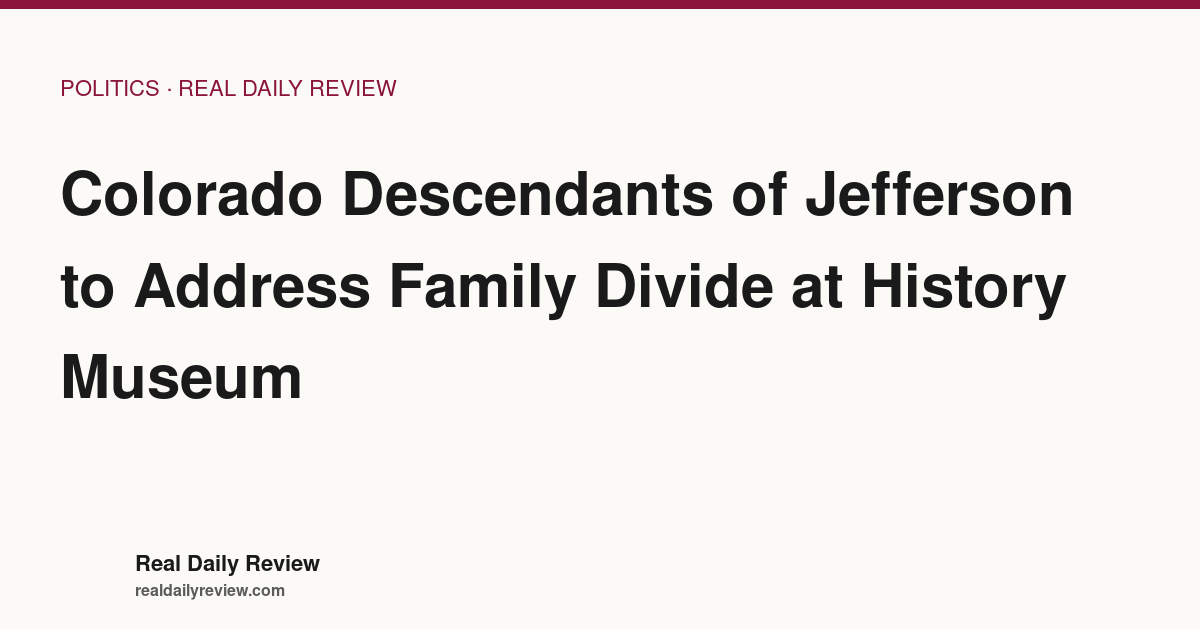 POLITICS · REAL DAILY REVIEW
Colorado Descendants of Jefferson
to Address Family Divide at History
Museum
Real Daily Review
realdailyreview.com